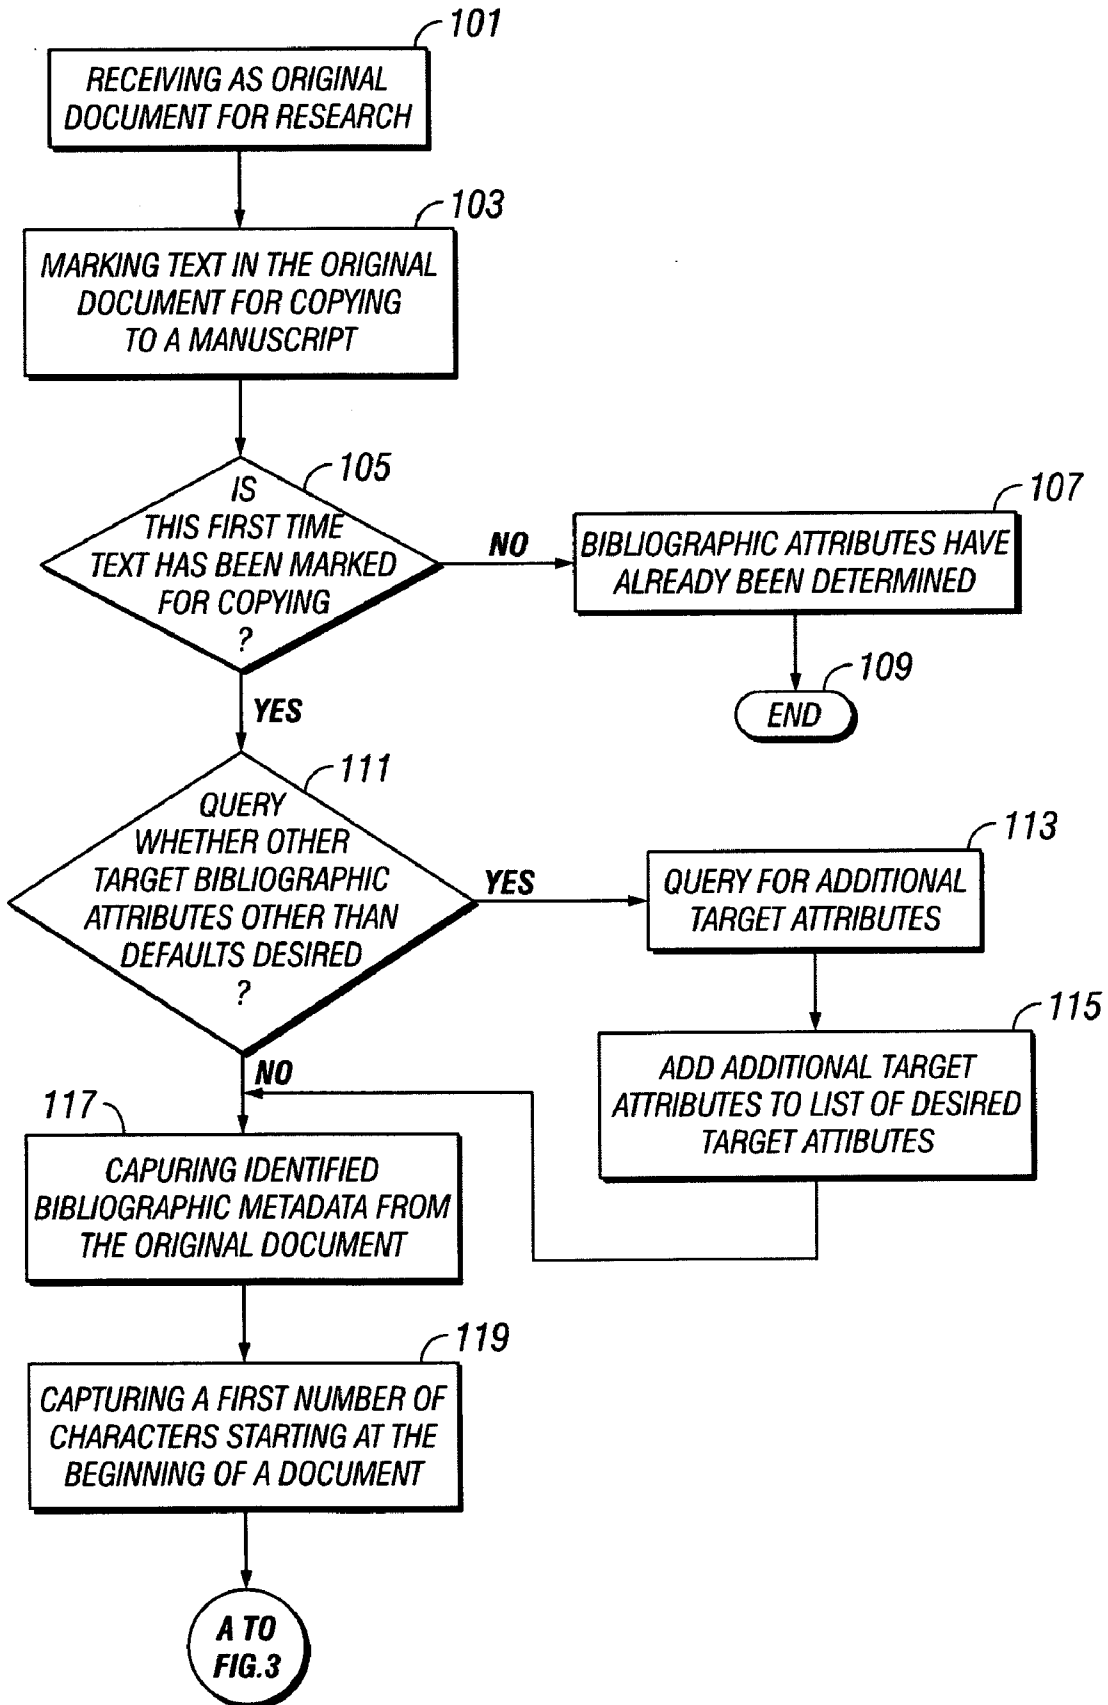 101
RECEIVING AS ORIGINAL
DOCUMENT FOR RESEARCH
103
MARKING TEXT IN THE ORIGINAL
DOCUMENT FOR COPYING
TO A MANUSCRIPT
105
IS
THIS FIRST TIME
TEXT HAS BEEN MARKED
FOR COPYING
?
NO
107
BIBLIOGRAPHIC ATTRIBUTES HAVE
ALREADY BEEN DETERMINED
109
END
YES
111
QUERY
WHETHER OTHER
TARGET BIBLIOGRAPHIC
ATTRIBUTES OTHER THAN
DEFAULTS DESIRED
?
YES
113
QUERY FOR ADDITIONAL
TARGET ATTRIBUTES
115
ADD ADDITIONAL TARGET
ATTRIBUTES TO LIST OF DESIRED
TARGET ATTIBUTES
NO
117
CAPURING IDENTIFIED
BIBLIOGRAPHIC METADATA FROM
THE ORIGINAL DOCUMENT
119
CAPTURING A FIRST NUMBER OF
CHARACTERS STARTING AT THE
BEGINNING OF A DOCUMENT
A TO
FIG.3